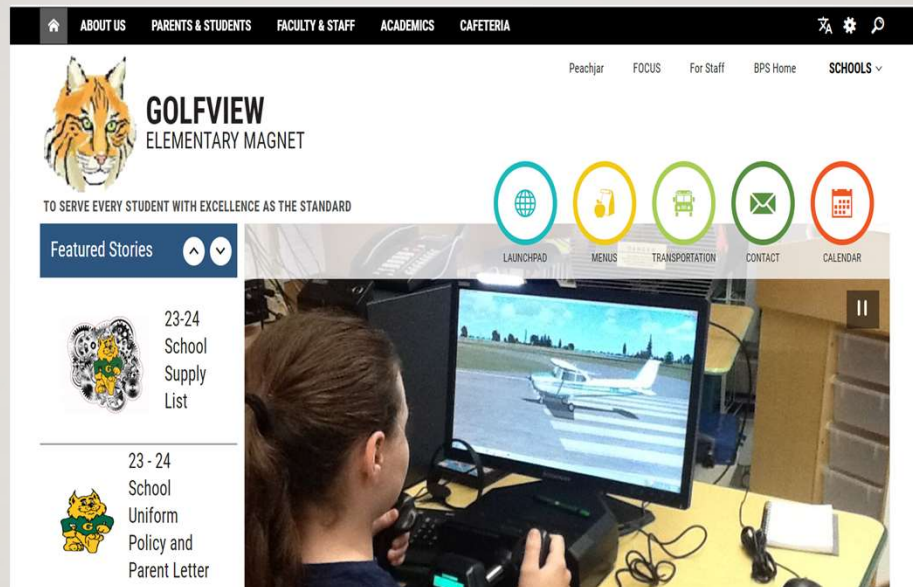 ABOUT US PARENTS & STUDENTS FACULTY & STAFF ACADEMICS CAFETERIA
Peachjar FOCUS For Staff BPS Home SCHOOLS
GOLFVIEW
ELEMENTARY MAGNET
TO SERVE EVERY STUDENT WITH EXCELLENCE AS THE STANDARD
LAUNCHPAD MENUS TRANSPORTATION CONTACT CALENDAR
Featured Stories
23-24
School
Supply
List
23 - 24
School
Uniform
Policy and
Parent Letter